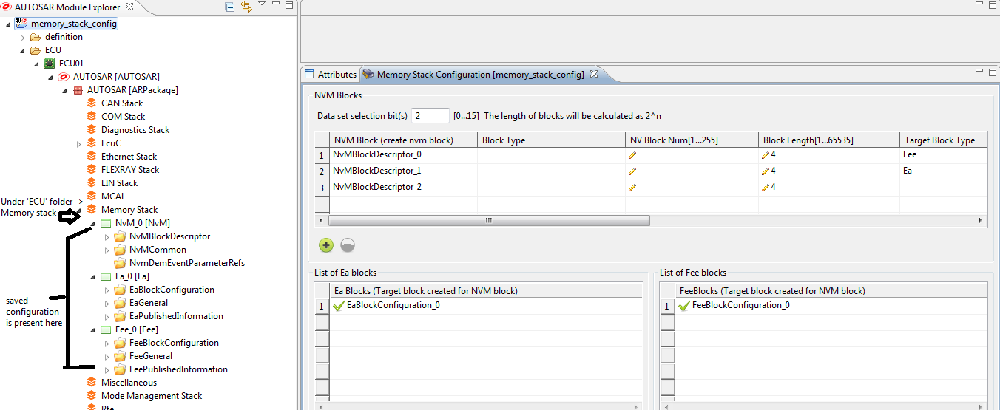 AUTOSAR Module Explorer
memory_stack_config
definition
ECU
ECU01
AUTOSAR [AUTOSAR]
AUTOSAR [ARPackage]
CAN Stack
COM Stack
Diagnostics Stack
EcuC
Ethernet Stack
FLEXRAY Stack
LIN Stack
MCAL
Under 'ECU' folder ->
Memory stack
Memory Stack
NvM_0 [NvM]
NvMBlockDescriptor
NvMCommon
NvmDemEventParameterRefs
Ea_0 [Ea]
EaBlockConfiguration
EaGeneral
EaPublishedInformation
Fee_0 [Fee]
FeeBlockConfiguration
FeeGeneral
FeePublishedInformation
saved
configuration
is present here
Miscellaneous
Mode Management Stack
Rte
Attributes Memory Stack Configuration [memory_stack_config]
NVM Blocks
Data set selection bit(s) 2 [0...15] The length of blocks will be calculated as 2^n
NVM Block (create nvm block) Block Type NV Block Num[1...255] Block Length[1...65535] Target Block Type
1 NvMBlockDescriptor_0 4 Fee
2 NvMBlockDescriptor_1 4 Ea
3 NvMBlockDescriptor_2 4
List of Ea blocks
Ea Blocks (Target block created for NVM block)
1 EaBlockConfiguration_0
List of Fee blocks
FeeBlocks (Target block created for NVM block)
1 FeeBlockConfiguration_0